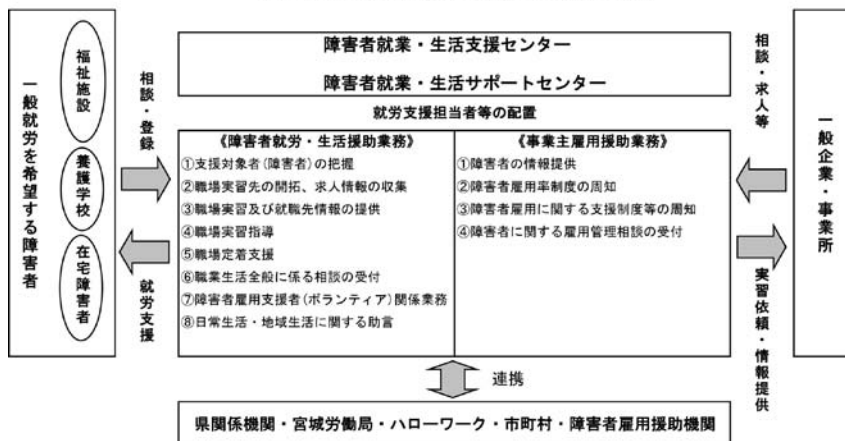 一般就労を希望する障害者
福祉施設
養護学校
在宅障害者
相談・登録
就労支援
障害者就業・生活支援センター
障害者就業・生活サポートセンター
就労支援担当者等の配置
《障害者就労・生活援助業務》
①支援対象者(障害者)の把握
②職場実習先の開拓、求人情報の収集
③職場実習及び就職先情報の提供
④職場実習指導
⑤職場定着支援
⑥職業生活全般に係る相談の受付
⑦障害者雇用支援者(ボランティア)関係業務
⑧日常生活・地域生活に関する助言
《事業主雇用援助業務》
①障害者の情報提供
②障害者雇用率制度の周知
③障害者雇用に関する支援制度等の周知
④障害者に関する雇用管理相談の受付
相談・求人等
実習依頼・情報提供
一般企業・事業所
連携
県関係機関・宮城労働局・ハローワーク・市町村・障害者雇用援助機関